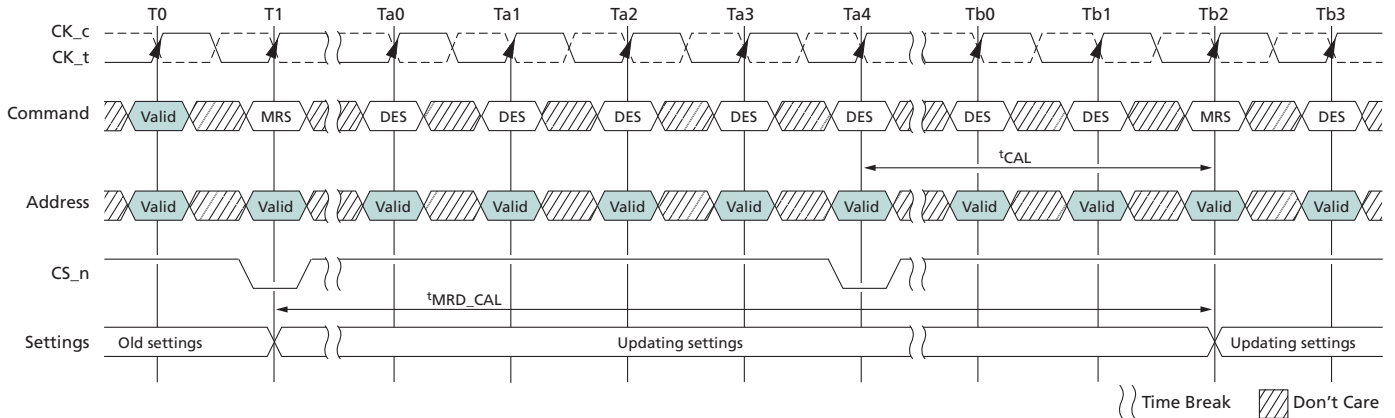 T0 T1 Ta0 Ta1 Ta2 Ta3 Ta4 Tb0 Tb1 Tb2 Tb3
CK_c
CK_t
Command Valid MRS DES DES DES DES DES DES DES MRS DES
tCAL
Address Valid Valid Valid Valid Valid Valid Valid Valid Valid Valid Valid
CS_n
tMRD_CAL
Settings Old settings Updating settings Updating settings
Time Break Don't Care